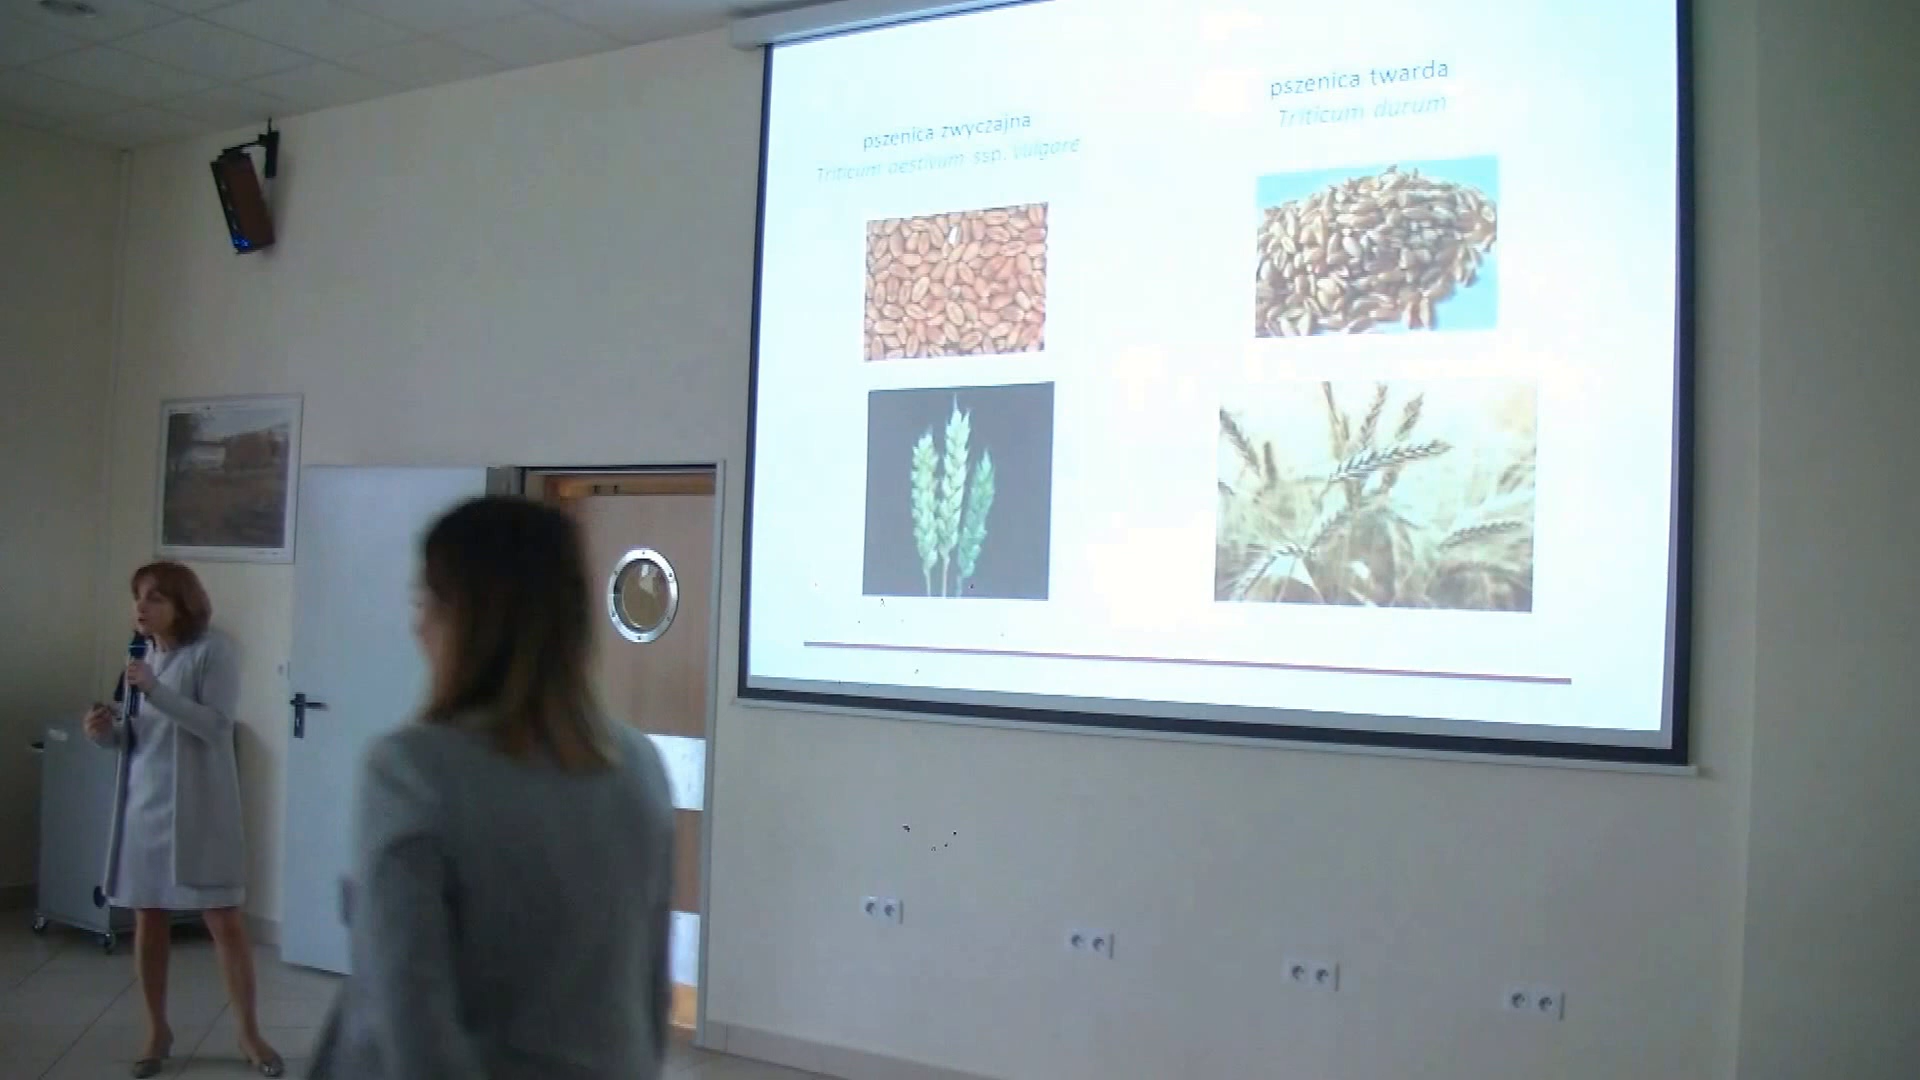 pszenica zwyczajna
Triticum aestivum ssp. vulgare
pszenica twarda
Triticum durum